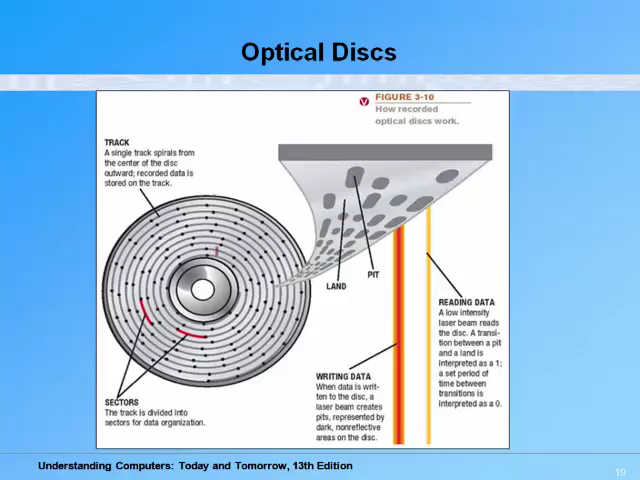 Optical Discs
FIGURE 3-10
How recorded
optical discs work.
TRACK
A single track spirals from
the center of the disc
outward; recorded data is
stored on the track.
LAND
PIT
READING DATA
A low intensity
laser beam reads
the disc. A transi-
tion between a pit
and a land is
interpreted as a 1;
a set period of
time between
transitions is
interpreted as a 0.
WRITING DATA
When data is writ-
ten to the disc, a
laser beam creates
pits, represented by
dark, nonreflective
areas on the disc.
SECTORS
The track is divided into
sectors for data organization.
Understanding Computers: Today and Tomorrow, 13th Edition
19